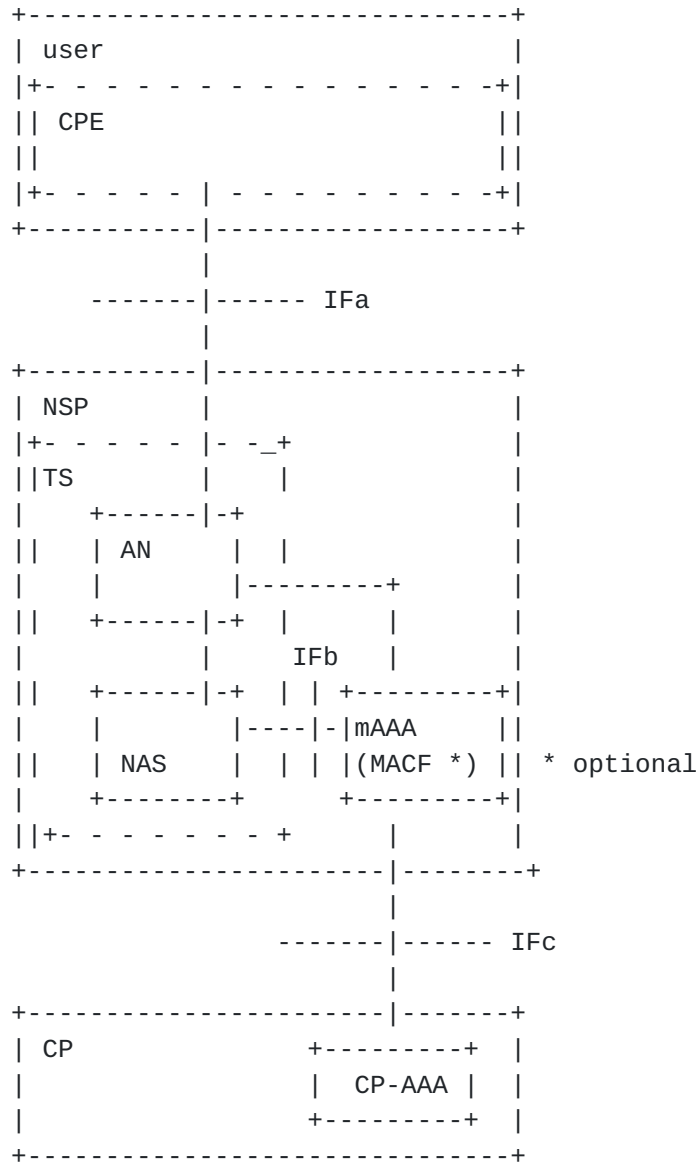 user
CPE
IFa
NSP
TS
AN
IFb
mAAA
NAS (MACF *) * optional
IFc
CP
CP-AAA